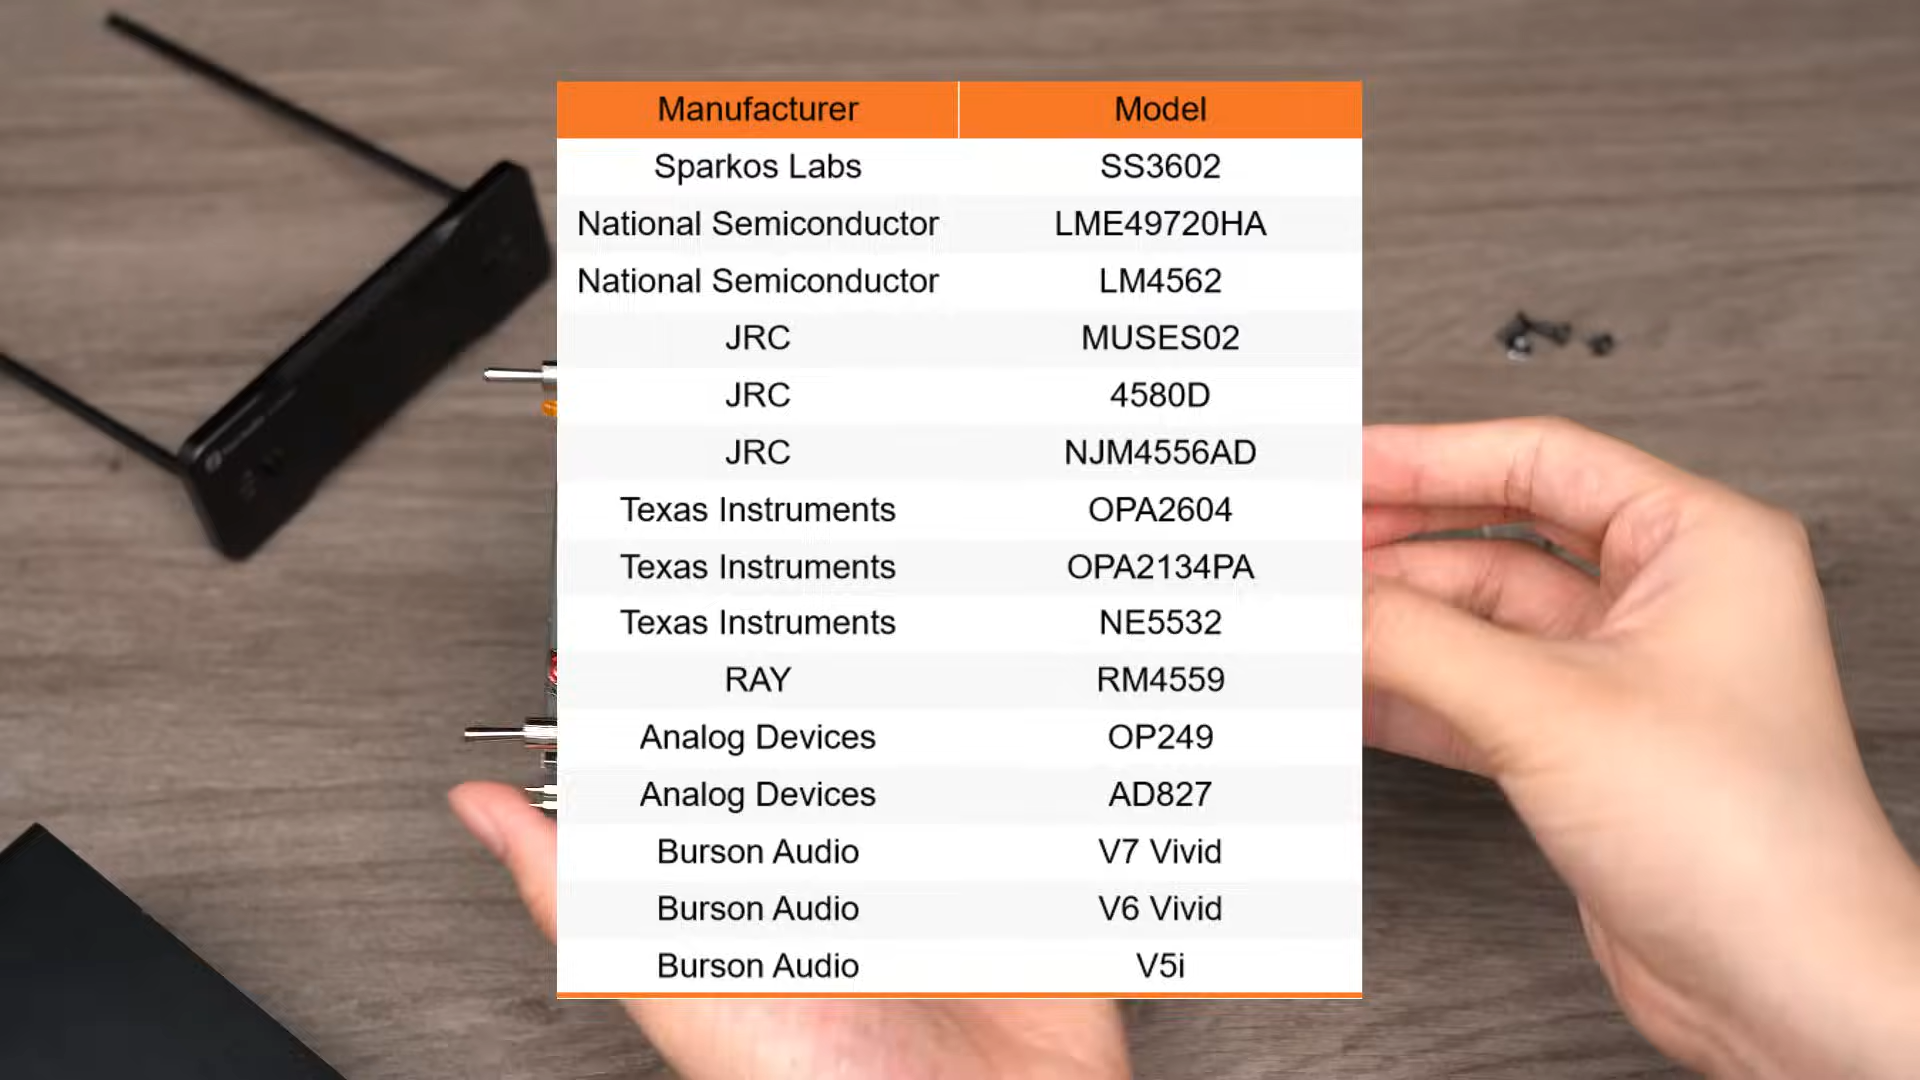 Manufacturer Model
Sparkos Labs SS3602
National Semiconductor LME49720HA
National Semiconductor LM4562
JRC MUSES02
JRC 4580D
JRC NJM4556AD
Texas Instruments OPA2604
Texas Instruments OPA2134PA
Texas Instruments NE5532
RAY RM4559
Analog Devices OP249
Analog Devices AD827
Burson Audio V7 Vivid
Burson Audio V6 Vivid
Burson Audio V5i